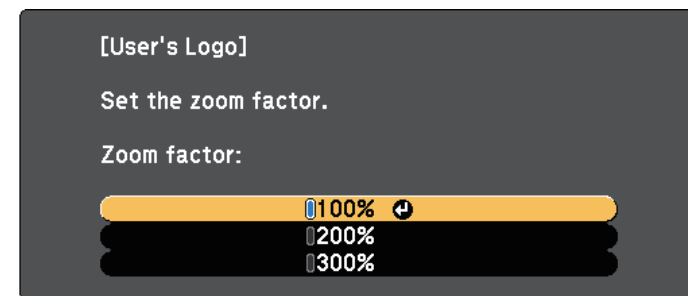 [User's Logo]
Set the zoom factor.
Zoom factor:
100%
200%
300%